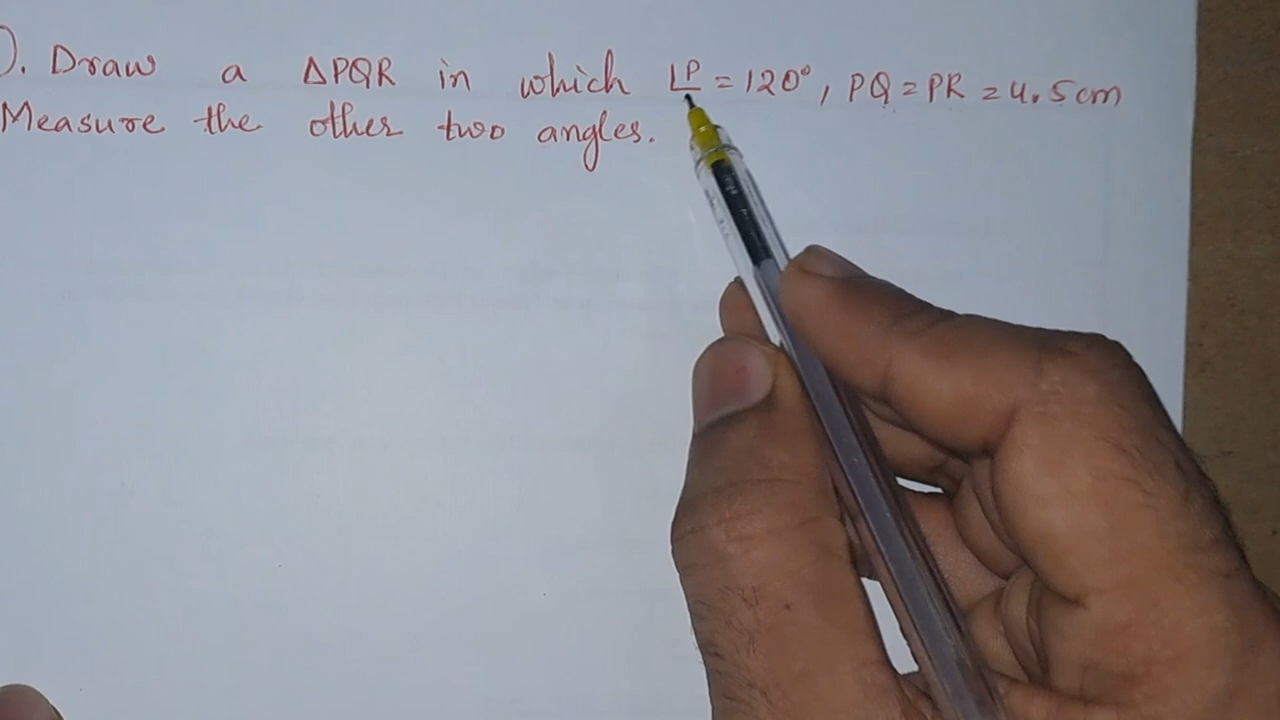 ). Draw a ΔPQR in which ∠P = 120°, PQ = PR = 4.5cm
Measure the other two angles.